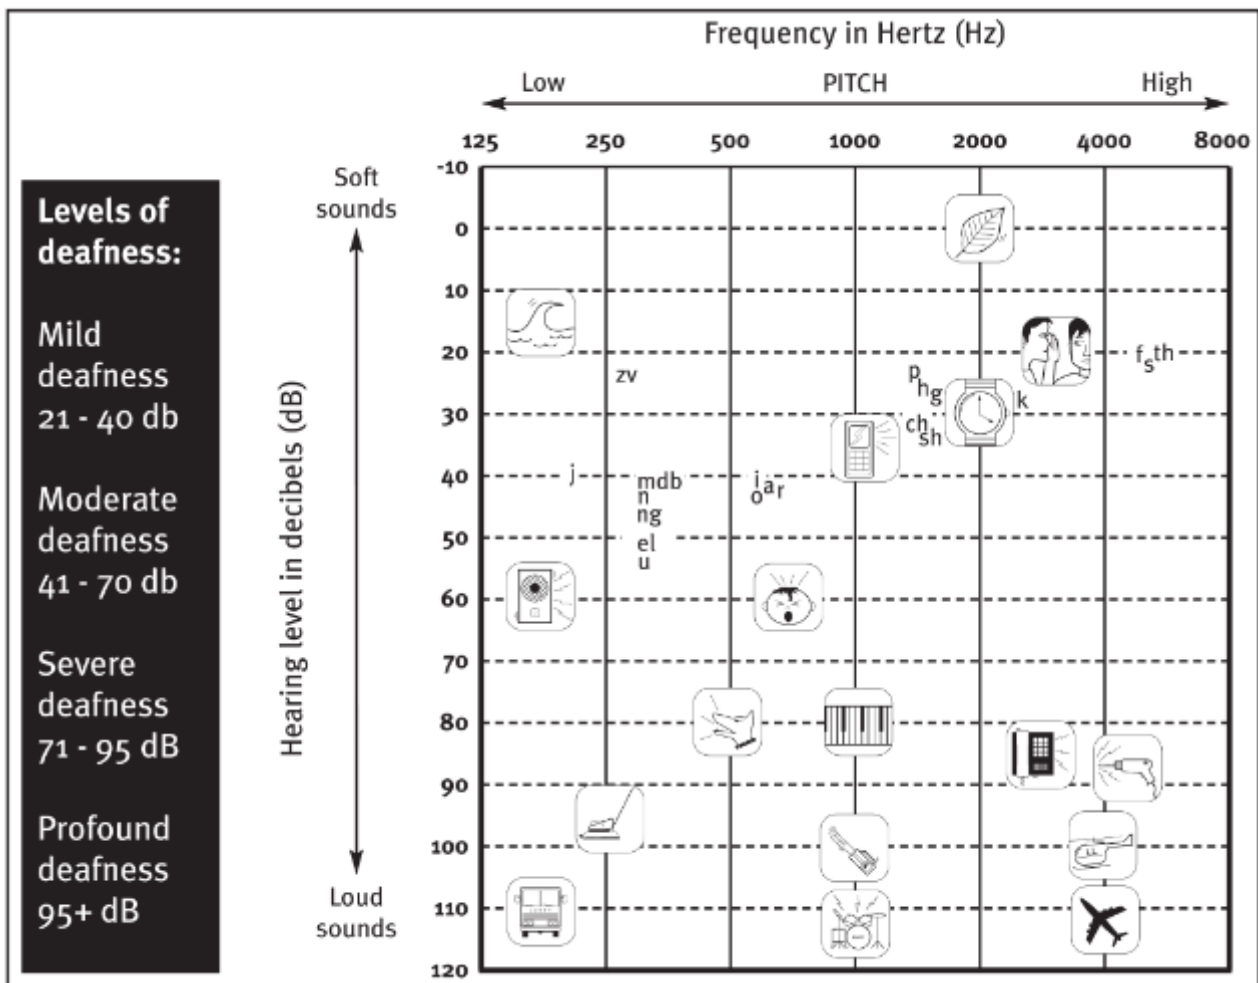 Frequency in Hertz (Hz)
Low PITCH High
125 250 500 1000 2000 4000 8000
Levels of
deafness:
Mild
deafness
21 - 40 db
Moderate
deafness
41 - 70 db
Severe
deafness
71 - 95 dB
Profound
deafness
95+ dB
Hearing level in decibels (dB)
Soft
sounds
Loud
sounds
-10
0
10
20
30
40
50
60
70
80
90
100
110
120
f s th
zv
p
hg
k
ch
sh
j
mdb
n
ng
i
o a r
el
u